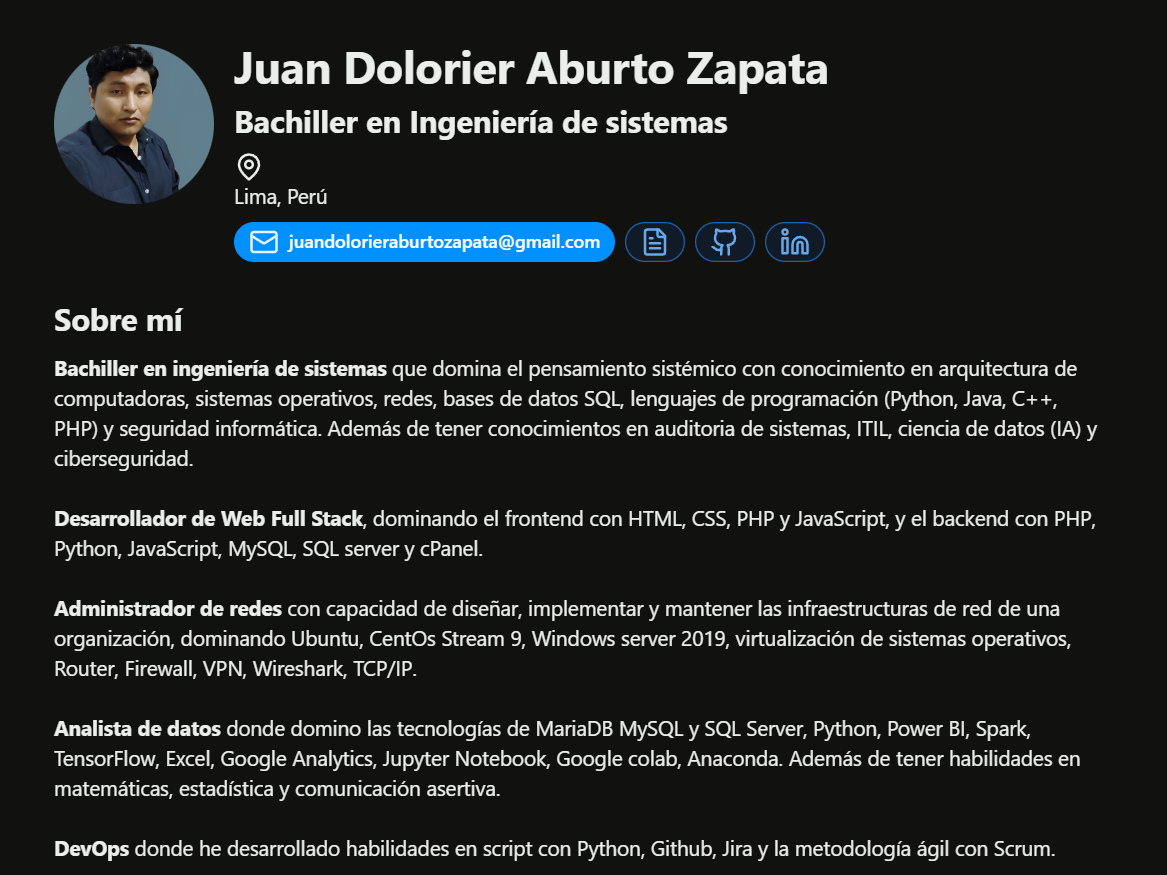 Juan Dolorier Aburto Zapata
Bachiller en Ingeniería de sistemas
Lima, Perú
juandolorieraburtozapata@gmail.com
Sobre mí
Bachiller en ingeniería de sistemas que domina el pensamiento sistémico con conocimiento en arquitectura de
computadoras, sistemas operativos, redes, bases de datos SQL, lenguajes de programación (Python, Java, C++,
PHP) y seguridad informática. Además de tener conocimientos en auditoria de sistemas, ITIL, ciencia de datos (IA) y
ciberseguridad.
Desarrollador de Web Full Stack, dominando el frontend con HTML, CSS, PHP y JavaScript, y el backend con PHP,
Python, JavaScript, MySQL, SQL server y cPanel.
Administrador de redes con capacidad de diseñar, implementar y mantener las infraestructuras de red de una
organización, dominando Ubuntu, CentOs Stream 9, Windows server 2019, virtualización de sistemas operativos,
Router, Firewall, VPN, Wireshark, TCP/IP.
Analista de datos donde domino las tecnologías de MariaDB MySQL y SQL Server, Python, Power BI, Spark,
TensorFlow, Excel, Google Analytics, Jupyter Notebook, Google colab, Anaconda. Además de tener habilidades en
matemáticas, estadística y comunicación asertiva.
DevOps donde he desarrollado habilidades en script con Python, Github, Jira y la metodología ágil con Scrum.